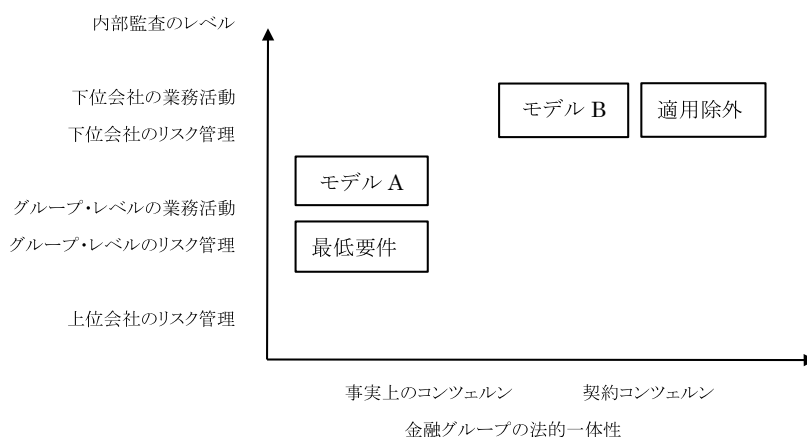 内部監査のレベル
下位会社の業務活動
下位会社のリスク管理
モデル B
適用除外
モデル A
グループ・レベルの業務活動
グループ・レベルのリスク管理
最低要件
上位会社のリスク管理
事実上のコンツェルン
契約コンツェルン
金融グループの法的一体性